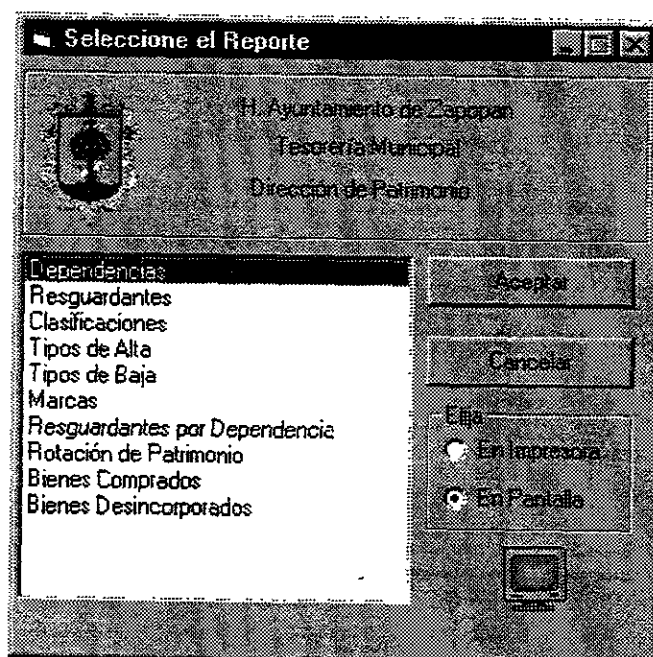 Seleccione el Reporte
H. Ayuntamiento de Zapopan
Tesorería Municipal
Dirección de Patrimonio
Dependencias
Resguardantes
Clasificaciones
Tipos de Alta
Tipos de Baja
Marcas
Resguardantes por Dependencia
Rotación de Patrimonio
Bienes Comprados
Bienes Desincorporados
Aceptar
Cancelar
Elija
En Impresora
En Pantalla